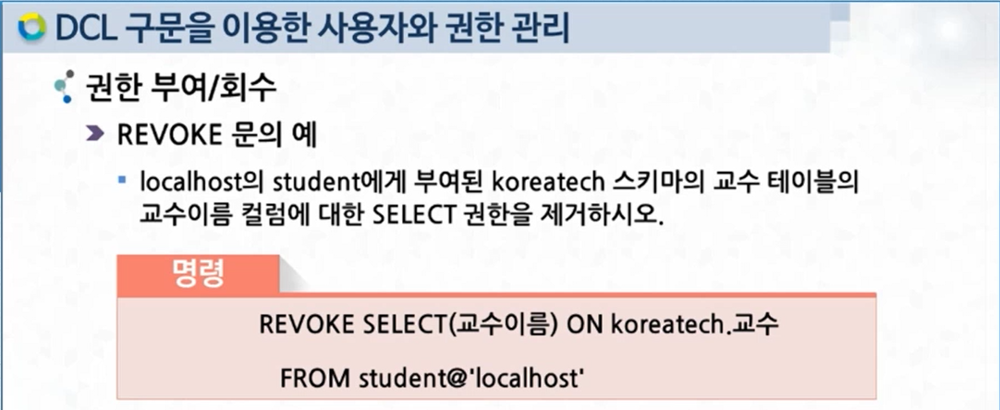 DCL 구문을 이용한 사용자와 권한 관리
권한 부여/회수
REVOKE 문의 예
localhost의 student에게 부여된 koreatech 스키마의 교수 테이블의
교수이름 컬럼에 대한 SELECT 권한을 제거하시오.
명령
REVOKE SELECT(교수이름) ON koreatech.교수
FROM student@'localhost'